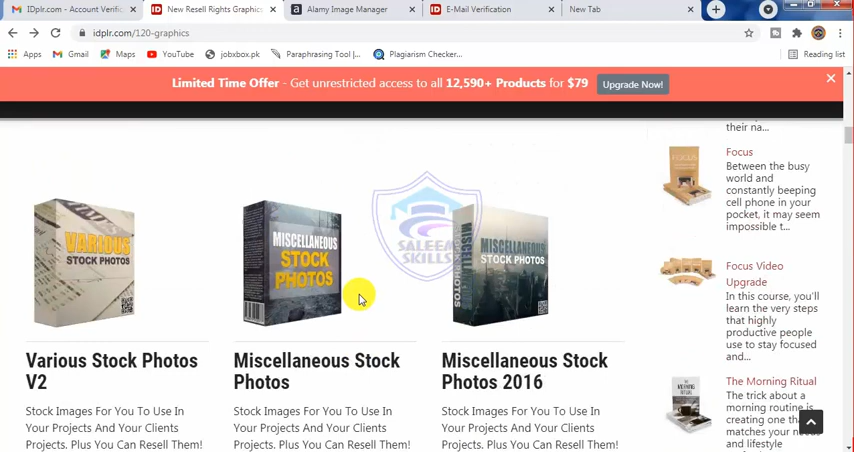 IDplr.com - Account Verific
New Resell Rights Graphics
Alamy Image Manager
E-Mail Verification
New Tab
idplr.com/120-graphics
Apps
Gmail
YouTube
Maps
jobxbox.pk
Paraphrasing Tool |...
Plagiarism Checker...
Reading list
Limited Time Offer - Get unrestricted access to all 12,590+ Products for $79
Upgrade Now!
their na...
Focus
Between the busy
world and
constantly beeping
cell phone in your
pocket, it may seem
impossible t...
VARIOUS
STOCK PHOTOS
MISCELLANEOUS
STOCK
PHOTOS
MISCELLANEOUS
STOCK PHOTOS
MISCELLANEOUS
STOCK PHOTOS
SALEEM
SKILLS
Focus Video
Upgrade
In this course, you'll
learn the very steps
that highly
productive people
use to stay focused
and...
Various Stock Photos
V2
Stock Images For You To Use In
Your Projects And Your Clients
Projects. Plus You Can Resell Them!
Miscellaneous Stock
Photos
Stock Images For You To Use In
Your Projects And Your Clients
Projects. Plus You Can Resell Them!
Miscellaneous Stock
Photos 2016
Stock Images For You To Use In
Your Projects And Your Clients
Projects. Plus You Can Resell Them!
The Morning Ritual
The trick about a
morning routine is
creating one that
matches your needs
and lifestyle